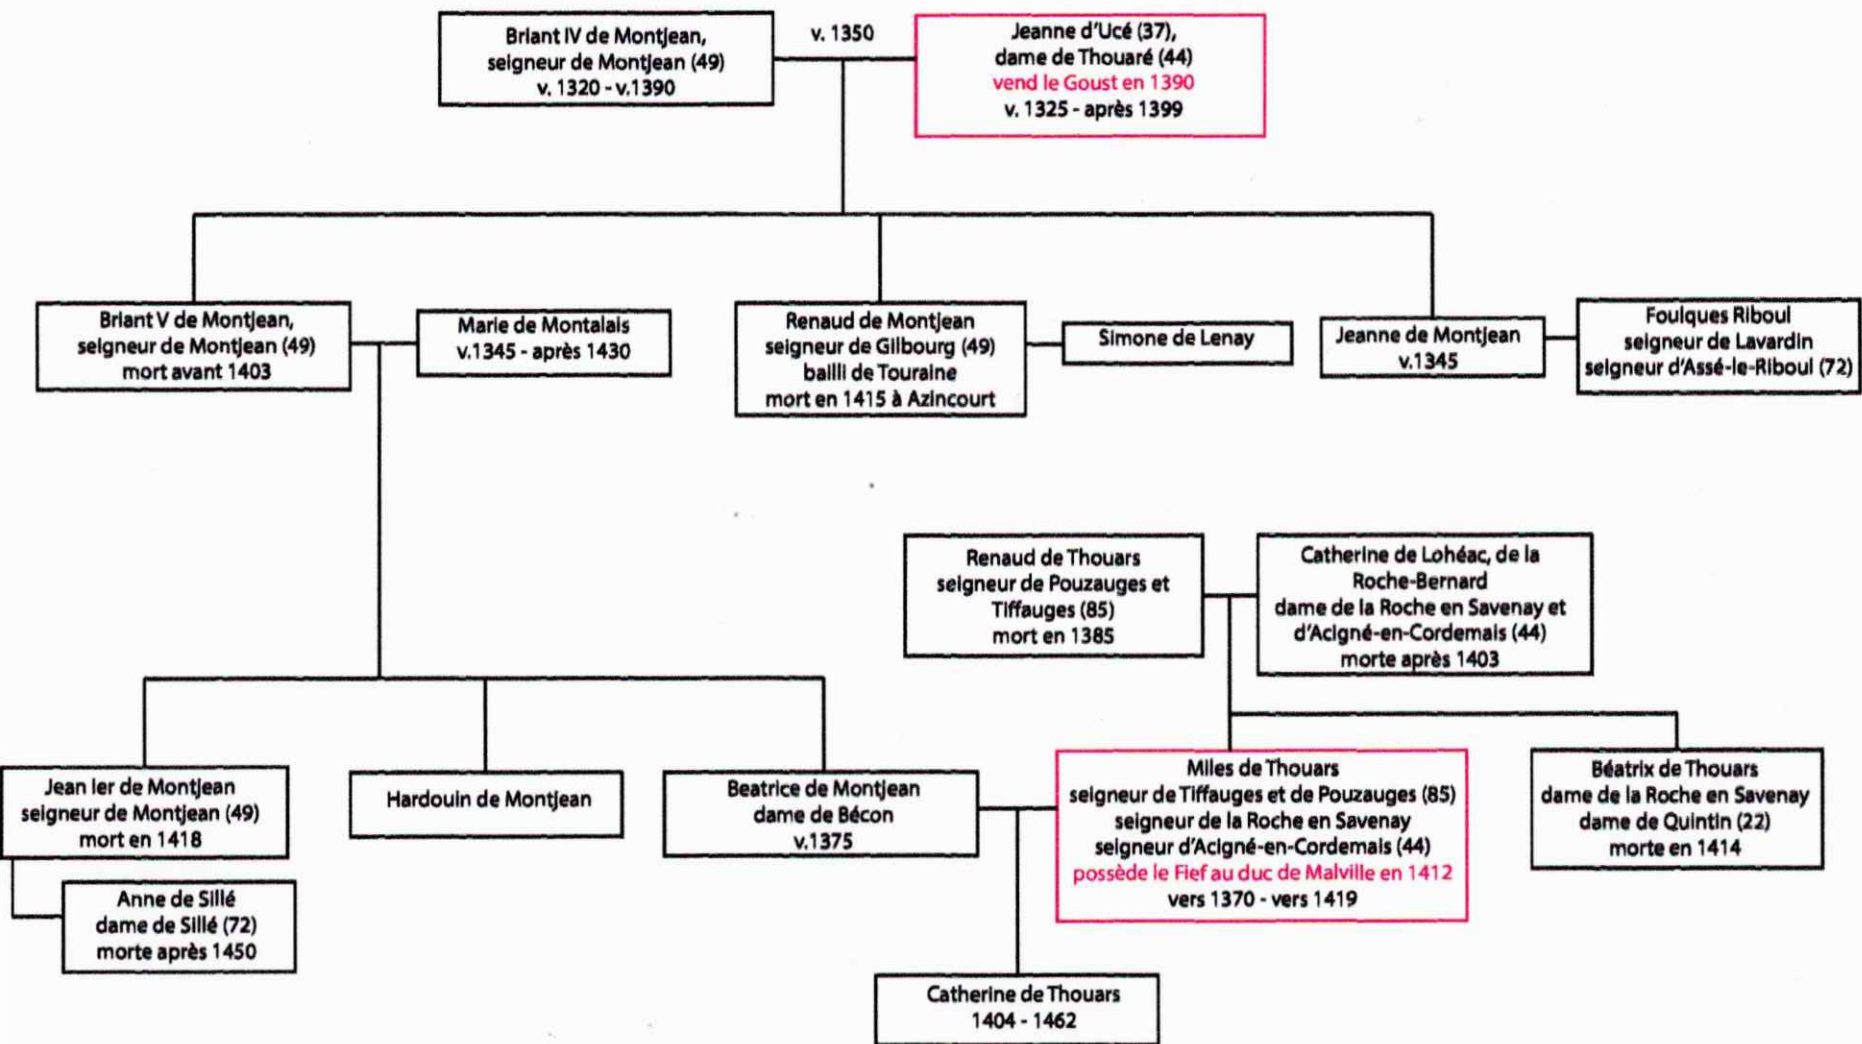 Briant IV de Montjean,
seigneur de Montjean (49)
v. 1320 - v.1390
v. 1350
Jeanne d'Ucé (37),
dame de Thouaré (44)
vend le Goust en 1390
v. 1325 - après 1399
Briant V de Montjean,
seigneur de Montjean (49)
mort avant 1403
Marie de Montalais
v.1345 - après 1430
Renaud de Montjean
seigneur de Gilbourg (49)
bailli de Touraine
mort en 1415 à Azincourt
Simone de Lenay
Jeanne de Montjean
v.1345
Foulques Riboul
seigneur de Lavardin
seigneur d'Assé-le-Riboul (72)
Renaud de Thouars
seigneur de Pouzauges et
Tiffauges (85)
mort en 1385
Catherine de Lohéac, de la
Roche-Bernard
dame de la Roche en Savenay et
d'Acigné-en-Cordemais (44)
morte après 1403
Jean Ier de Montjean
seigneur de Montjean (49)
mort en 1418
Anne de Sillé
dame de Sillé (72)
morte après 1450
Hardouin de Montjean
Beatrice de Montjean
dame de Bécon
v.1375
Miles de Thouars
seigneur de Tiffauges et de Pouzauges (85)
seigneur de la Roche en Savenay
seigneur d'Acigné-en-Cordemais (44)
possède le Fief au duc de Malville en 1412
vers 1370 - vers 1419
Béatrix de Thouars
dame de la Roche en Savenay
dame de Quintin (22)
morte en 1414
Catherine de Thouars
1404 - 1462